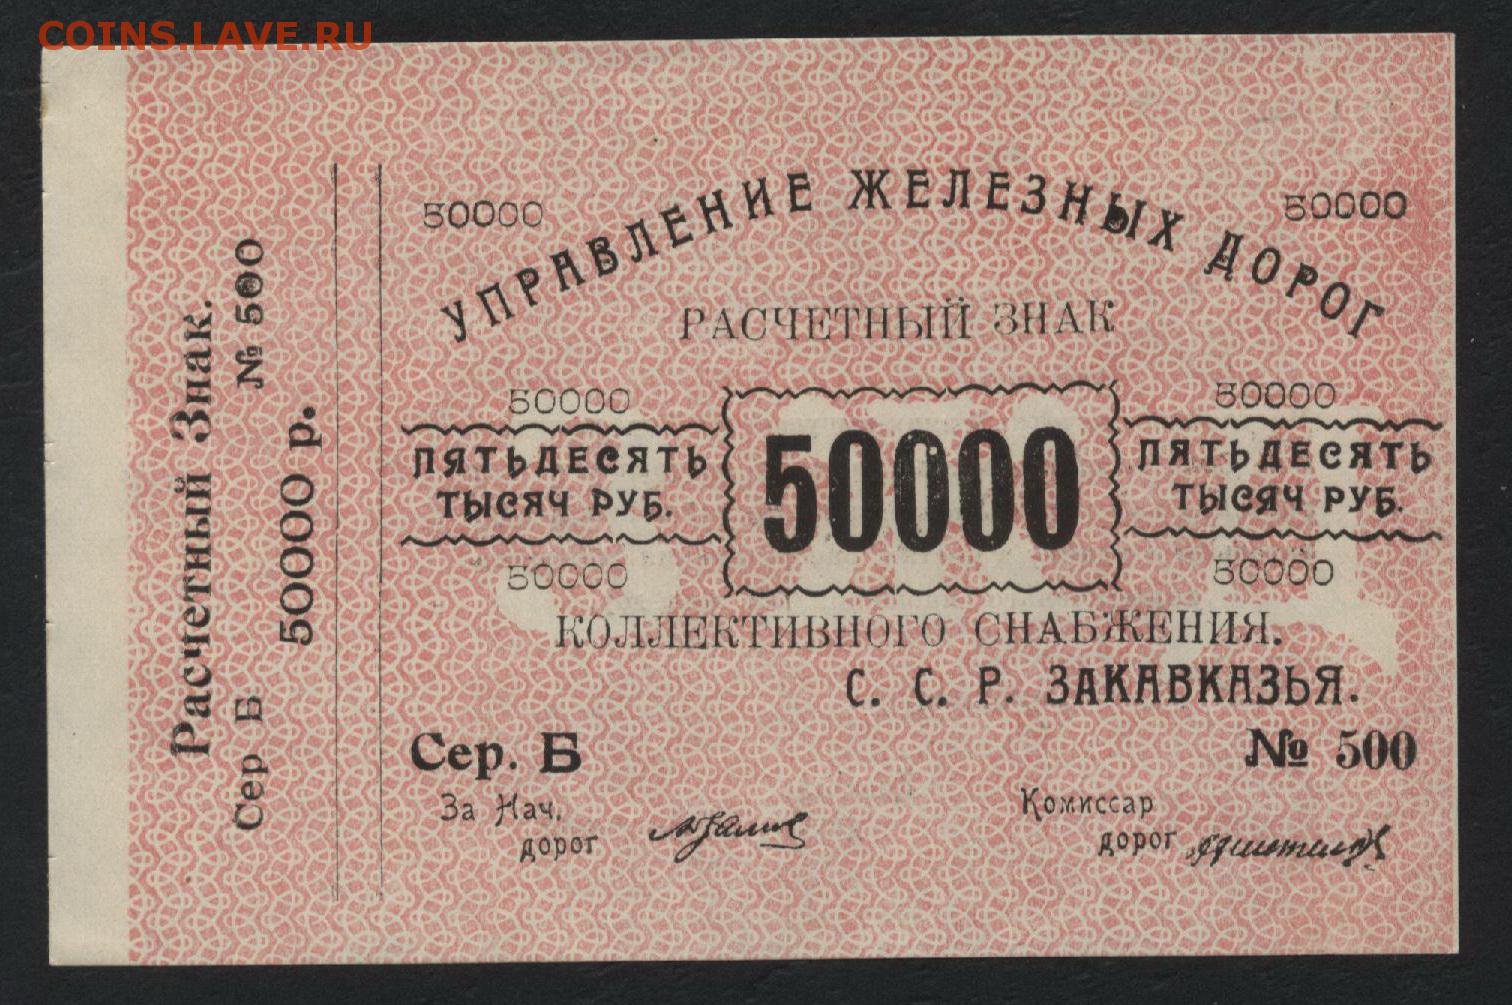 COINS.LAVE.RU
Расчетный Знак.
Сер Б № 500
50000 р.
50000 50000
УПРАВЛЕНИЕ ЖЕЛЕЗНЫХ ДОРОГ
РАСЧЕТНЫЙ ЗНАК
50000 50000
ПЯТЬДЕСЯТЬ 50000 ПЯТЬДЕСЯТЬ
ТЫСЯЧ РУБ. ТЫСЯЧ РУБ.
50000 50000
КОЛЛЕКТИВНОГО СНАБЖЕНИЯ.
С. С. Р. ЗАКАВКАЗЬЯ.
Сер. Б № 500
За Нач. Комиссар
дорог дорог